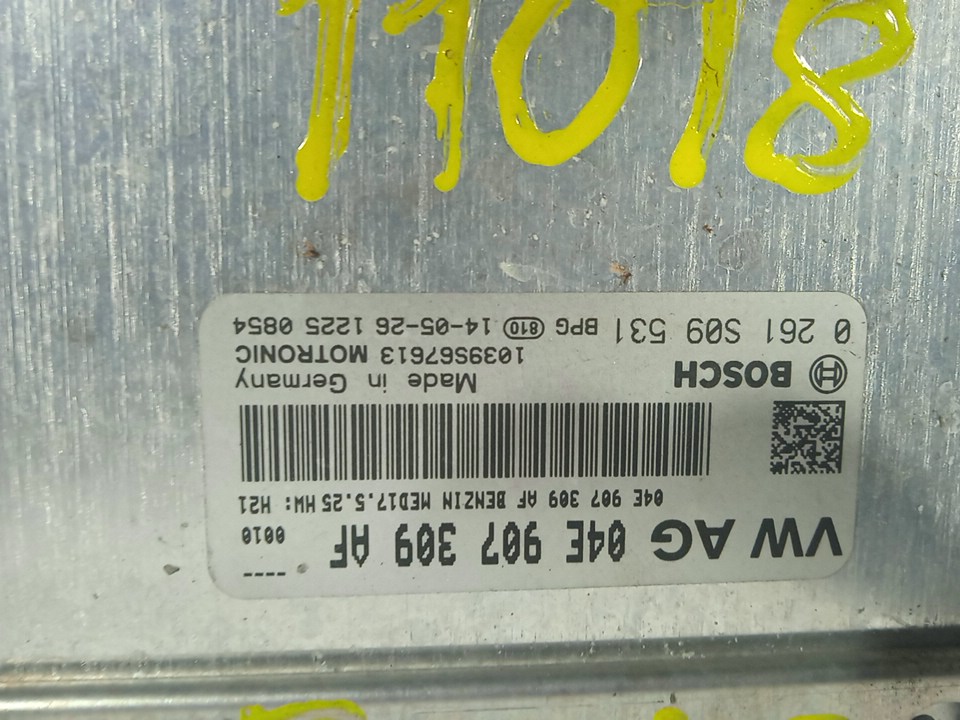 11018
----
VW AG 04E 907 309 AF 0010
04E 907 309 AF BENZIN MED17.5.25 HW: H21
BOSCH Made in Germany
1039S67613 MOTRONIC
0 261 S09 531 BPG 810 14-05-26 1225 0854